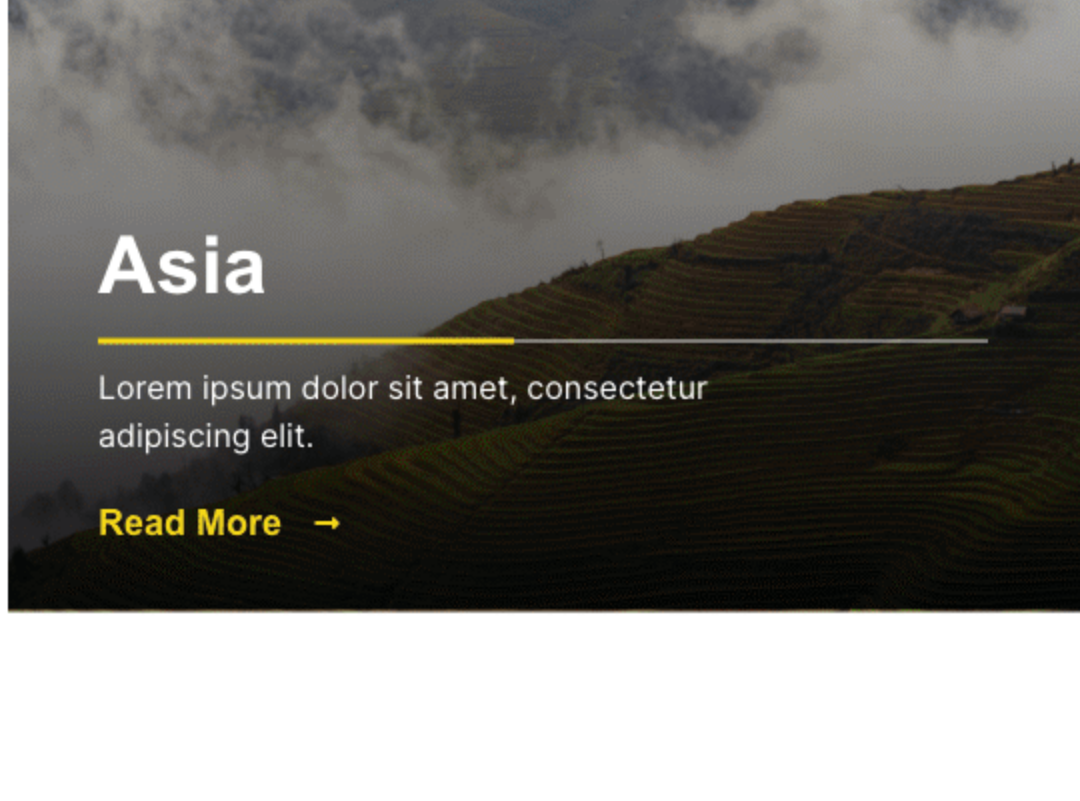 Asia
Lorem ipsum dolor sit amet, consectetur
adipiscing elit.
Read More →